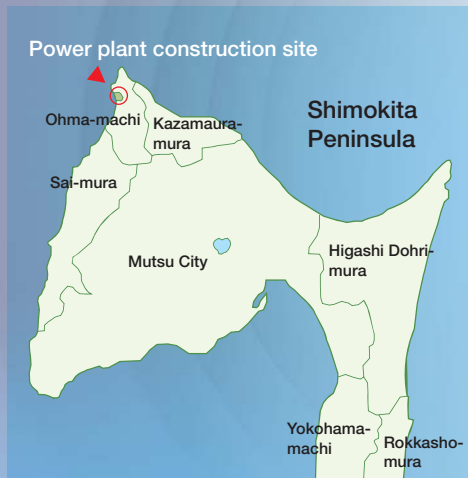 Power plant construction site
Shimokita
Peninsula
Ohma-machi
Kazamaura-
mura
Sai-mura
Mutsu City
Higashi Dohri-
mura
Yokohama-
machi
Rokkasho-
mura